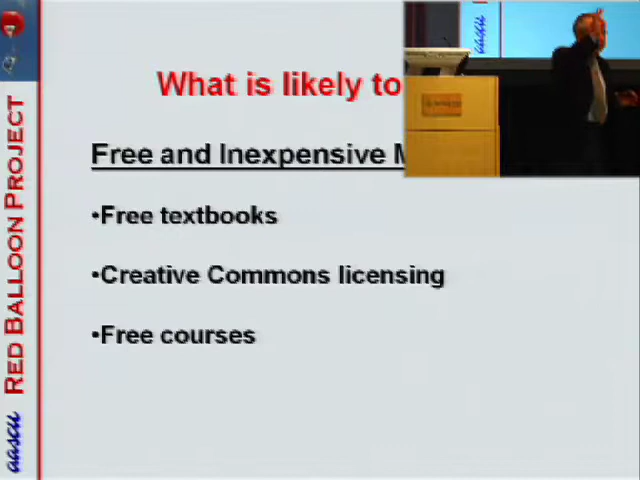 What is likely to
Free and Inexpensive
•Free textbooks
•Creative Commons licensing
•Free courses
RED BALLOON PROJECT
aascu
aascu